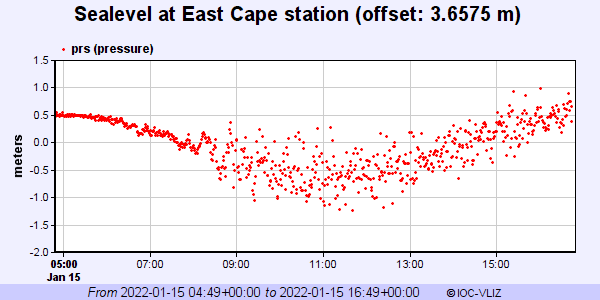 Sealevel at East Cape station (offset: 3.6575 m)
prs (pressure)
meters
1.5
1.0
0.5
0.0
-0.5
-1.0
-1.5
-2.0
05:00 07:00 09:00 11:00 13:00 15:00
Jan 15
From 2022-01-15 04:49+00:00 to 2022-01-15 16:49+00:00 © IOC-VLIZ